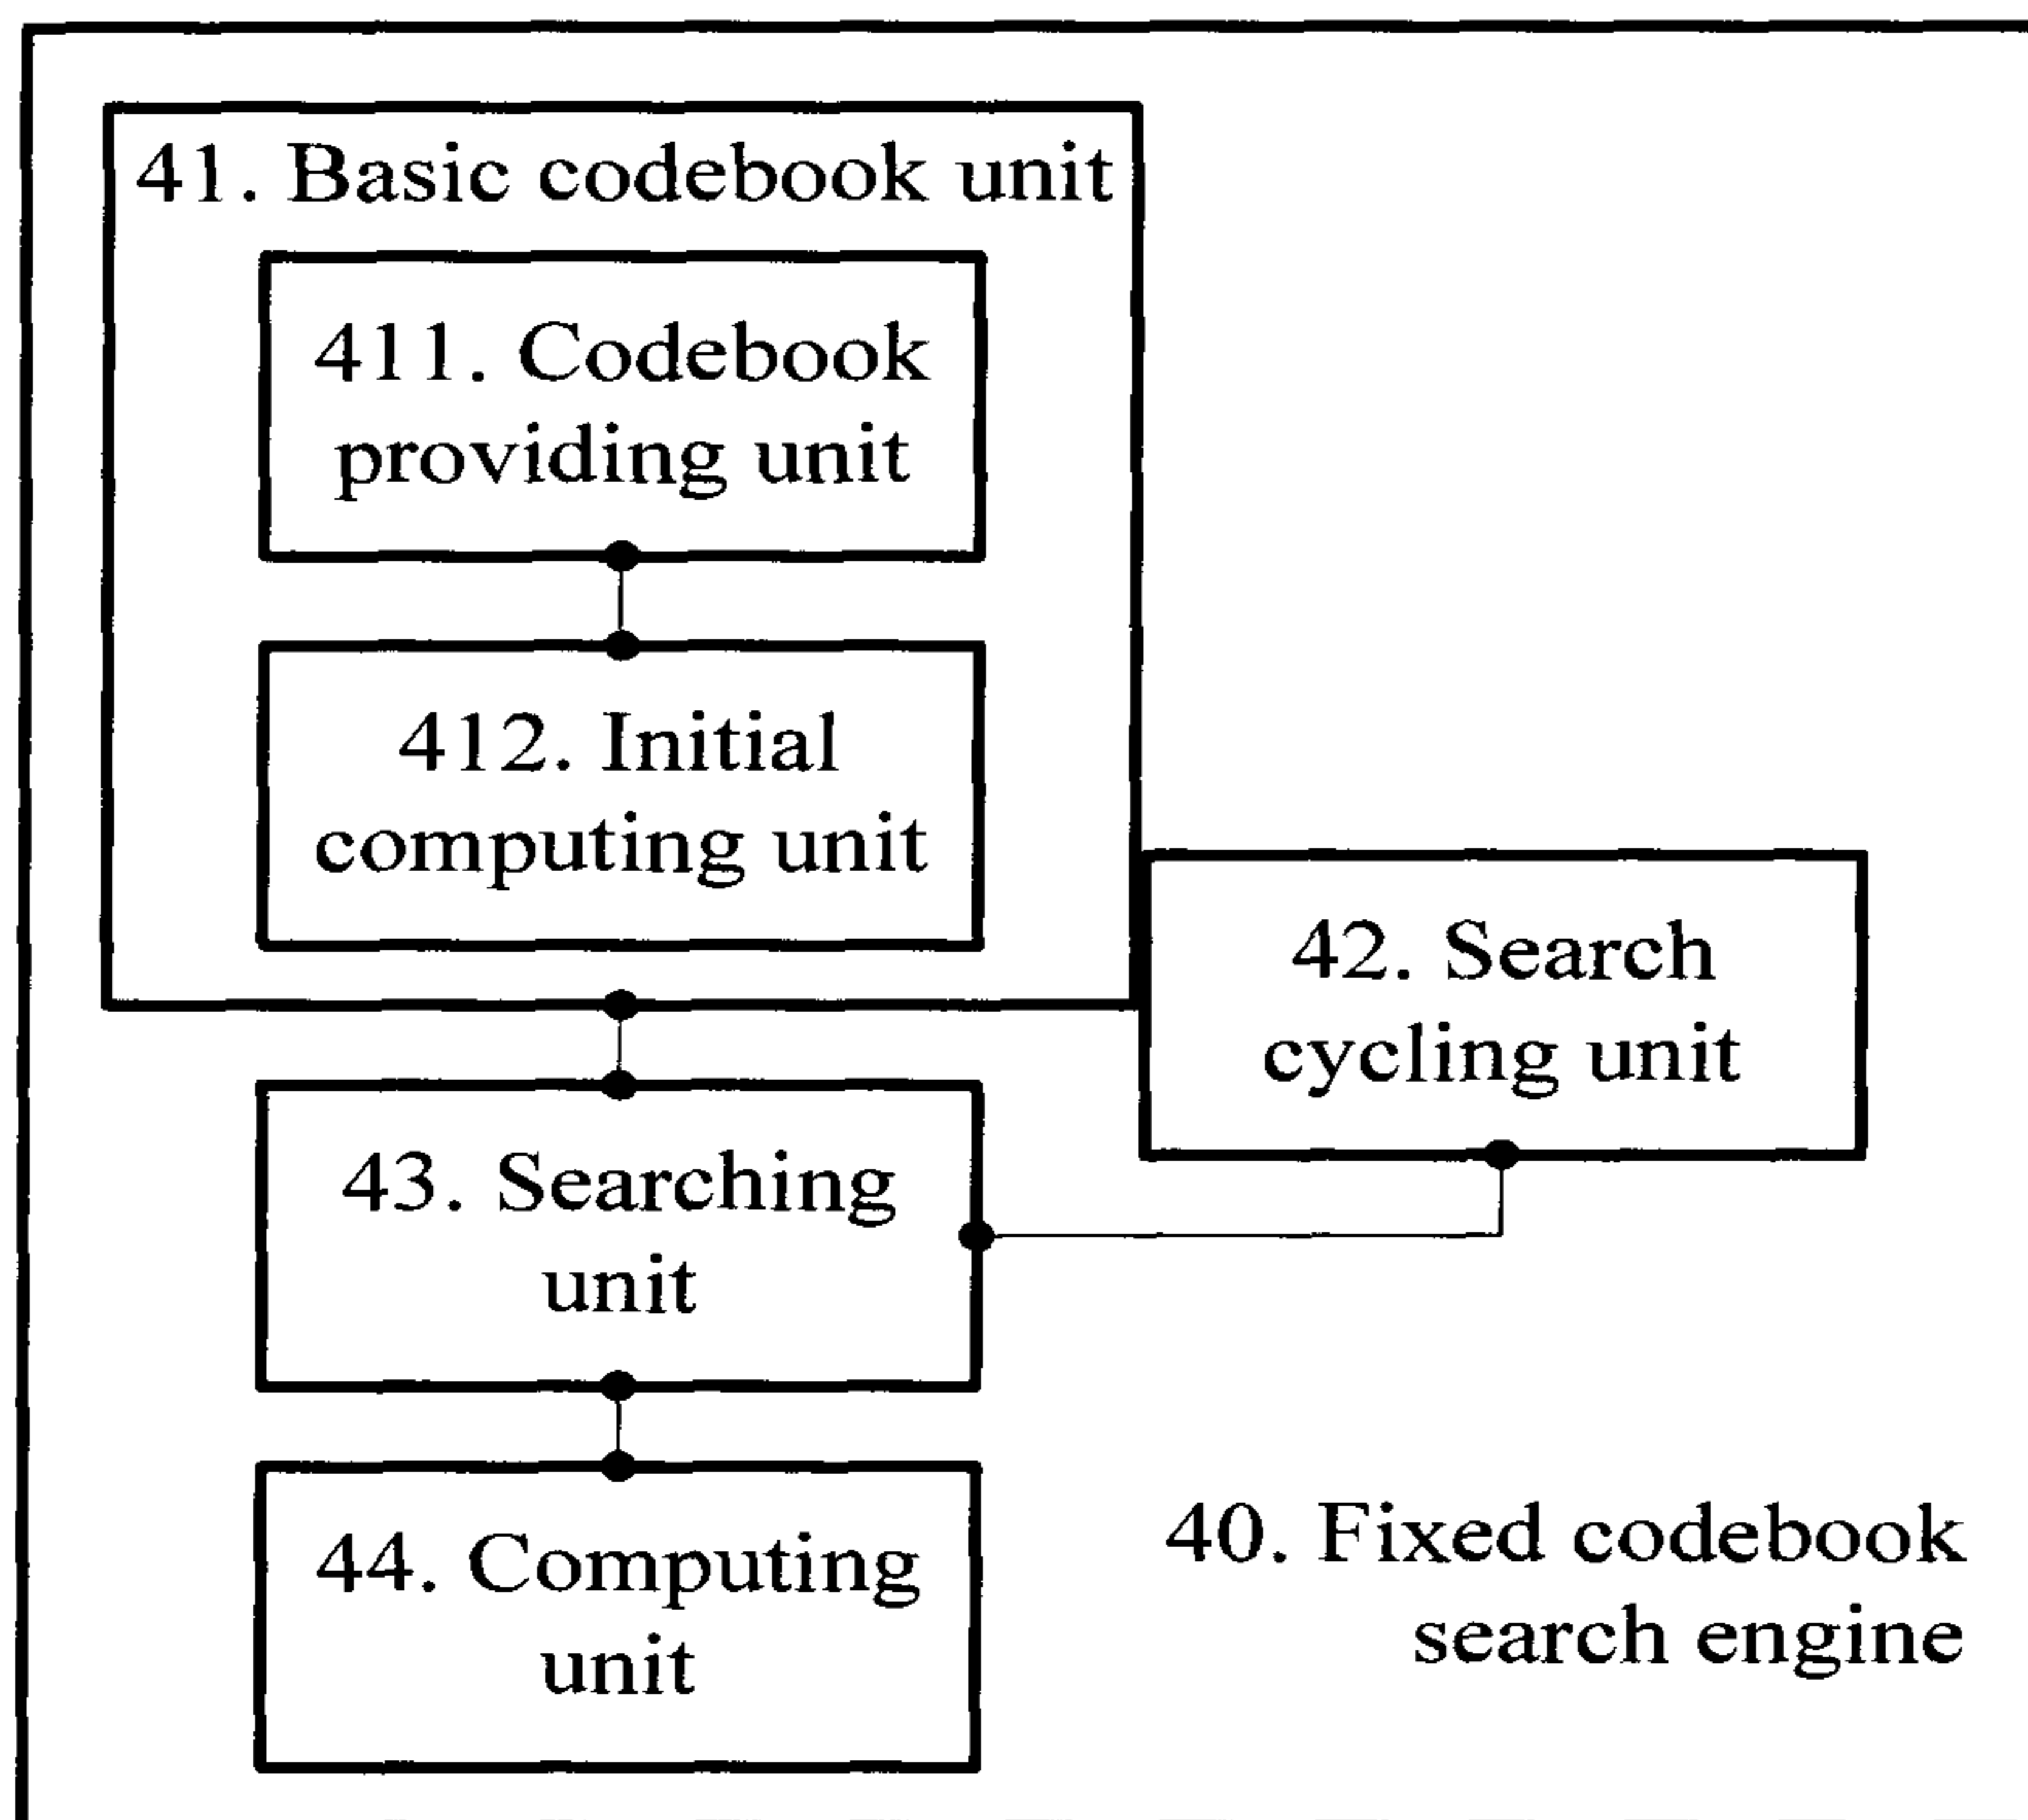 41. Basic codebook unit
411. Codebook
providing unit
412. Initial
computing unit
42. Search
cycling unit
43. Searching
unit
44. Computing
unit
40. Fixed codebook
search engine